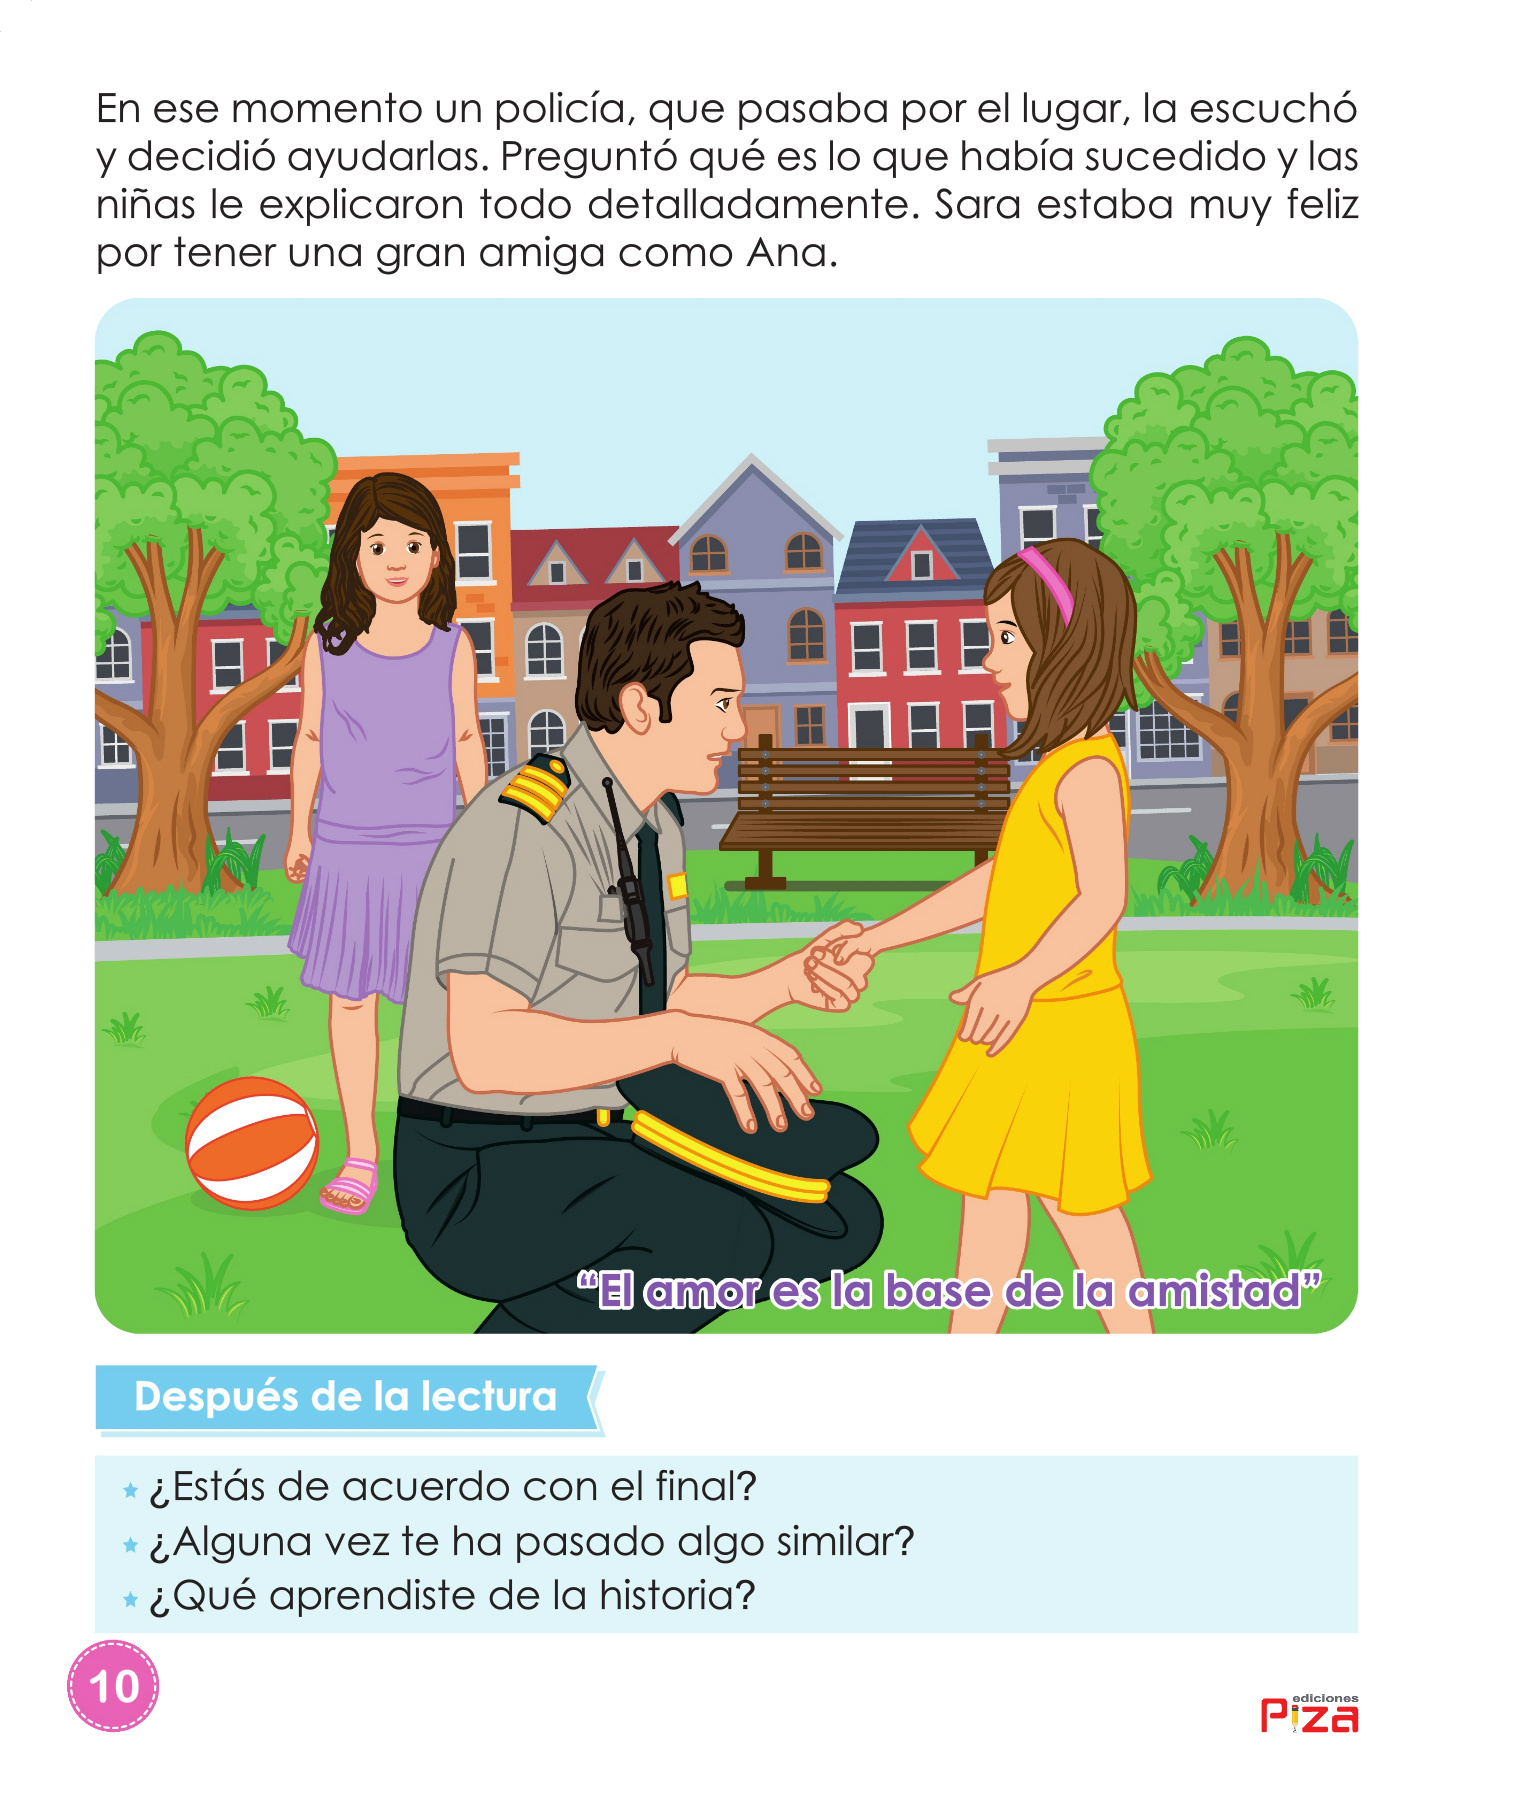 En ese momento un policía, que pasaba por el lugar, la escuchó
y decidió ayudarlas. Preguntó qué es lo que había sucedido y las
niñas le explicaron todo detalladamente. Sara estaba muy feliz
por tener una gran amiga como Ana.
“El amor es la base de la amistad”
Después de la lectura
¿Estás de acuerdo con el final?
¿Alguna vez te ha pasado algo similar?
¿Qué aprendiste de la historia?
10
ediciones
Piza